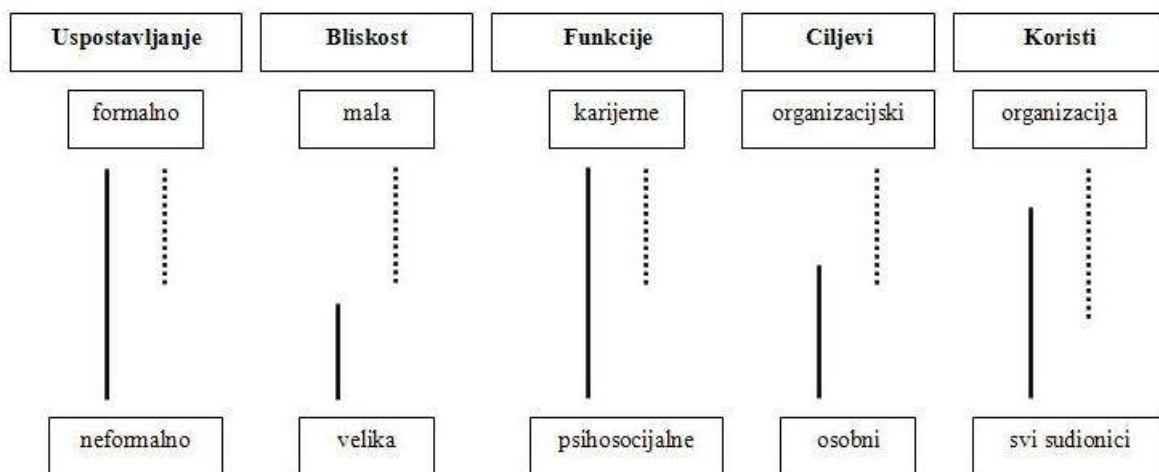 Uspostavljanje
Bliskost
Funkcije
Ciljevi
Koristi
formalno
mala
karijerne
organizacijski
organizacija
neformalno
velika
psihosocijalne
osobni
svi sudionici